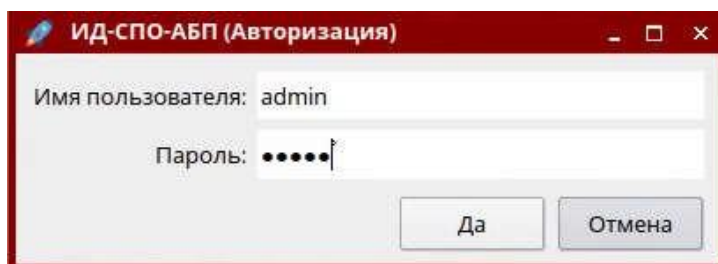 ИД-СПО-АБП (Авторизация)
Имя пользователя: admin
Пароль: •••••
Да
Отмена